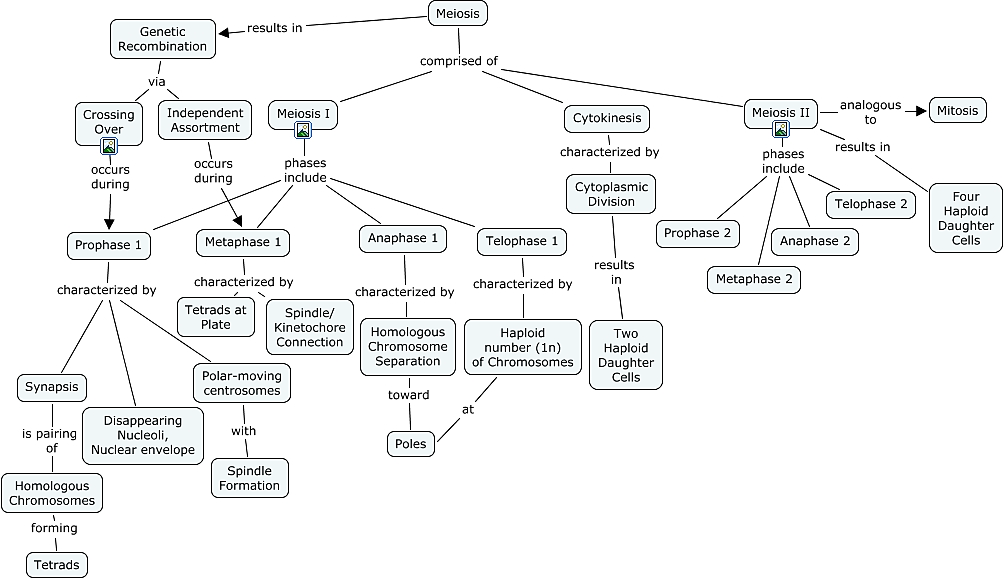 Meiosis
results in
Genetic
Recombination
comprised of
via
Crossing
Over
Independent
Assortment
Meiosis I
Cytokinesis
Meiosis II
analogous
to
Mitosis
occurs
during
occurs
during
phases
include
characterized by
phases
include
results in
Cytoplasmic
Division
Four
Haploid
Daughter
Cells
Prophase 1
Metaphase 1
Anaphase 1
Telophase 1
Prophase 2
Metaphase 2
Anaphase 2
Telophase 2
characterized by
characterized by
characterized by
characterized by
results
in
Tetrads at
Plate
Spindle/
Kinetochore
Connection
Homologous
Chromosome
Separation
Haploid
number (1n)
of Chromosomes
Two
Haploid
Daughter
Cells
Synapsis
Disappearing
Nucleoli,
Nuclear envelope
Polar-moving
centrosomes
toward
at
is pairing
of
with
Poles
Homologous
Chromosomes
Spindle
Formation
forming
Tetrads